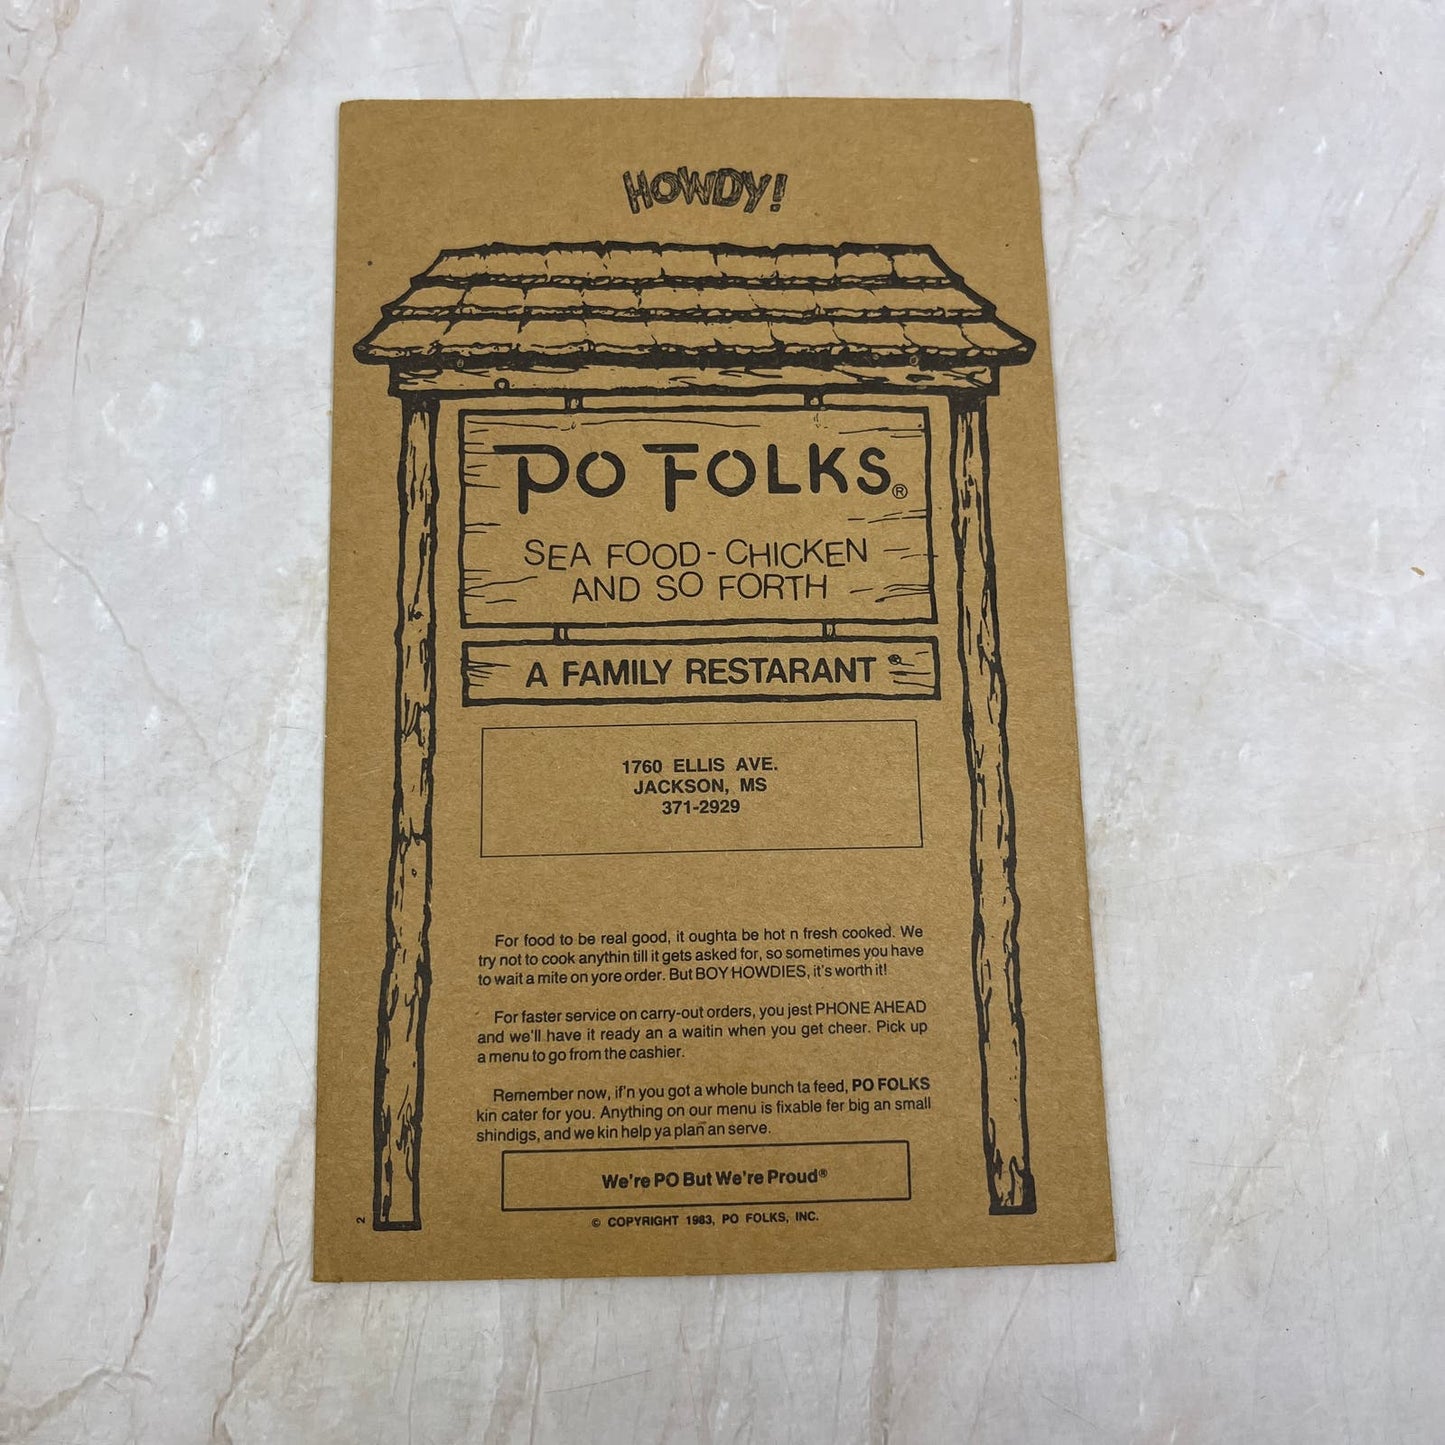 HOWDY!
PO FOLKS®
SEA FOOD - CHICKEN
AND SO FORTH
A FAMILY RESTARANT ®
1760 ELLIS AVE.
JACKSON, MS
371-2929
For food to be real good, it oughta be hot n fresh cooked. We
try not to cook anythin till it gets asked for, so sometimes you have
to wait a mite on yore order. But BOY HOWDIES, it's worth it!
For faster service on carry-out orders, you jest PHONE AHEAD
and we'll have it ready an a waitin when you get cheer. Pick up
a menu to go from the cashier.
Remember now, if'n you got a whole bunch ta feed, PO FOLKS
kin cater for you. Anything on our menu is fixable fer big an small
shindigs, and we kin help ya plan an serve.
We're PO But We're Proud®
© COPYRIGHT 1983, PO FOLKS, INC.
2